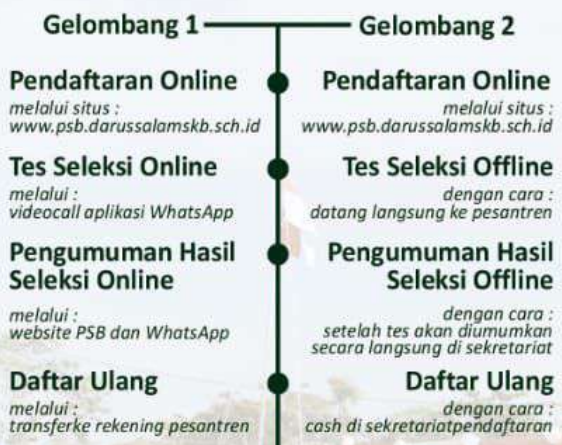 Gelombang 1
Gelombang 2
Pendaftaran Online
melalui situs :
www.psb.darussalamskb.sch.id
Pendaftaran Online
melalui situs :
www.psb.darussalamskb.sch.id
Tes Seleksi Online
melalui :
videocall aplikasi WhatsApp
Tes Seleksi Offline
dengan cara :
datang langsung ke pesantren
Pengumuman Hasil
Seleksi Online
melalui :
website PSB dan WhatsApp
Pengumuman Hasil
Seleksi Offline
dengan cara :
setelah tes akan diumumkan
secara langsung di sekretariat
Daftar Ulang
melalui :
transferke rekening pesantren
Daftar Ulang
dengan cara :
cash di sekretariatpendaftaran